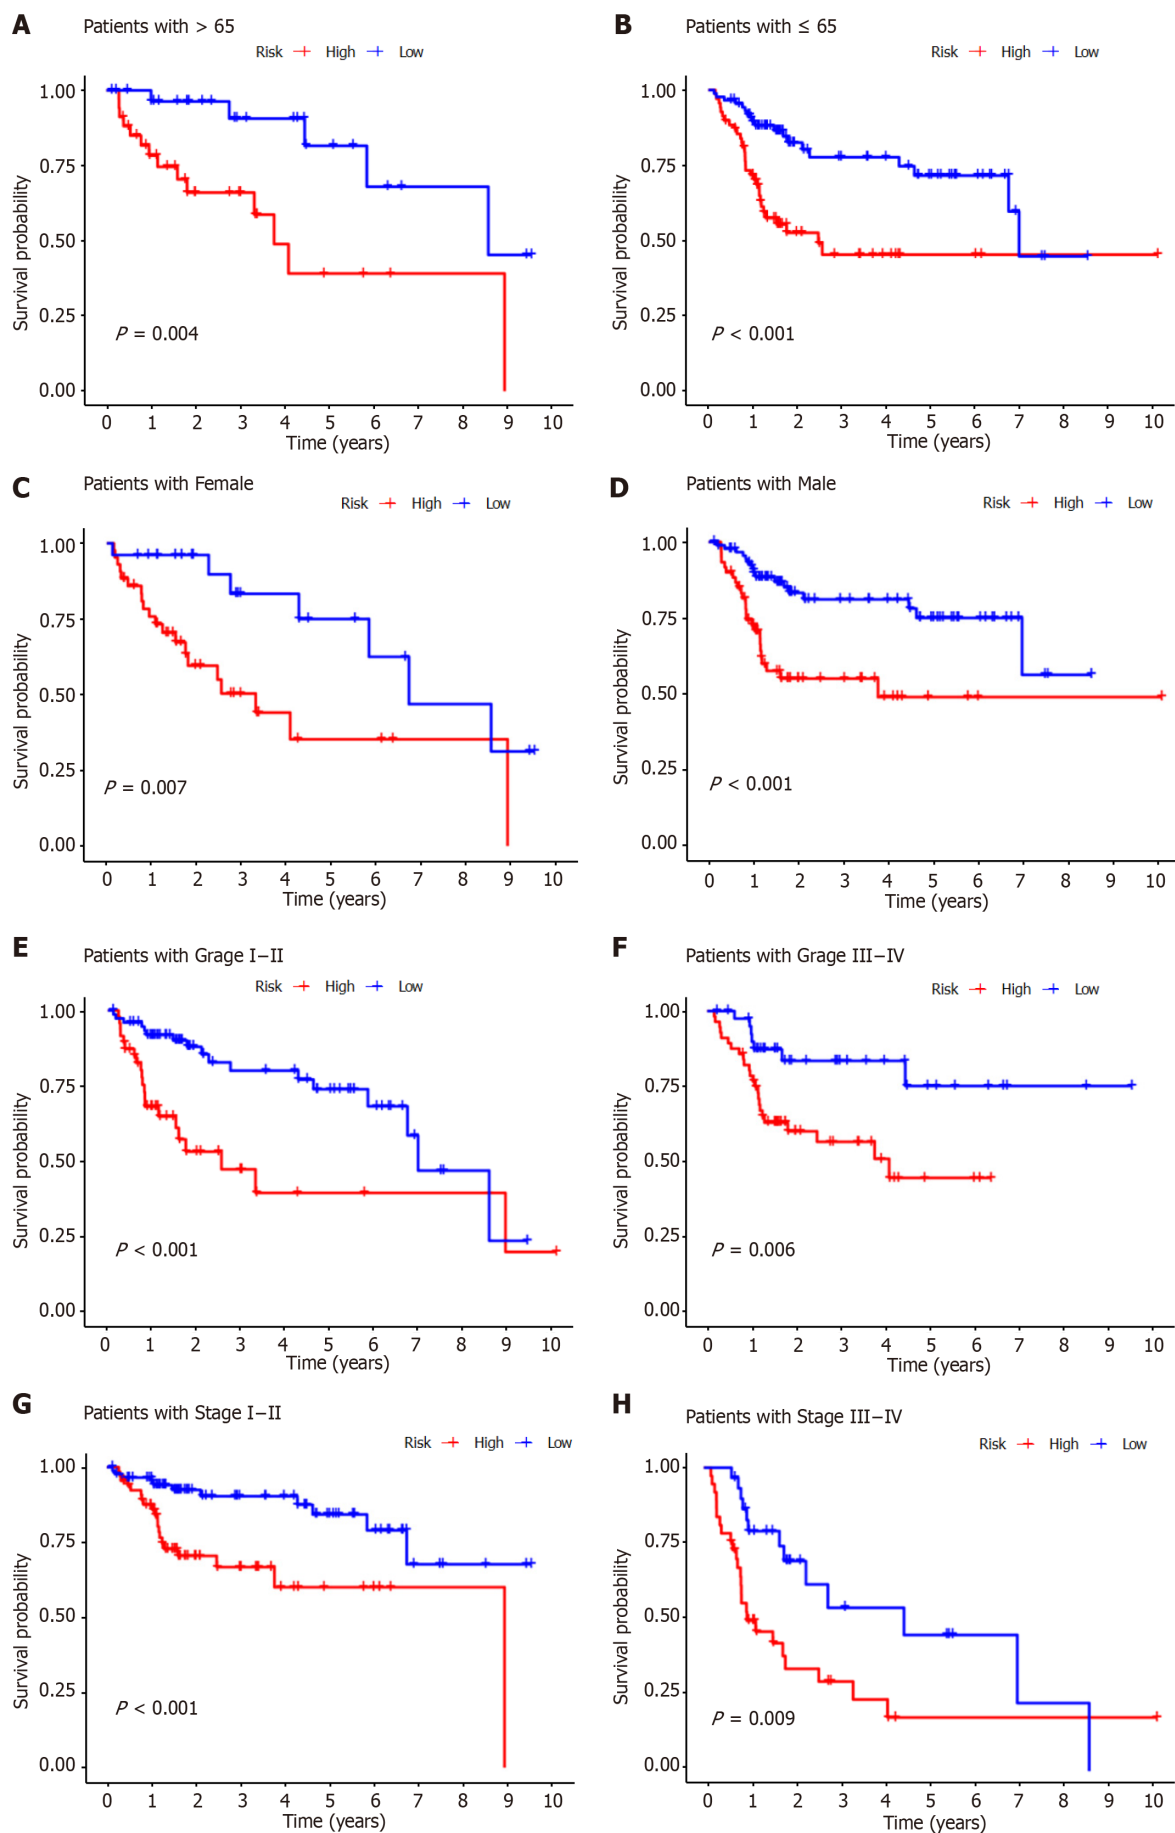 A Patients with > 65
Risk High Low
1.00
0.75
0.50
0.25
0.00
Survival probability
P = 0.004
0 1 2 3 4 5 6 7 8 9 10
Time (years)
B Patients with ≤ 65
Risk High Low
1.00
0.75
0.50
0.25
0.00
Survival probability
P < 0.001
0 1 2 3 4 5 6 7 8 9 10
Time (years)
C Patients with Female
Risk High Low
1.00
0.75
0.50
0.25
0.00
Survival probability
P = 0.007
0 1 2 3 4 5 6 7 8 9 10
Time (years)
D Patients with Male
Risk High Low
1.00
0.75
0.50
0.25
0.00
Survival probability
P < 0.001
0 1 2 3 4 5 6 7 8 9 10
Time (years)
E Patients with Grage I−II
Risk High Low
1.00
0.75
0.50
0.25
0.00
Survival probability
P < 0.001
0 1 2 3 4 5 6 7 8 9 10
Time (years)
F Patients with Grage III−IV
Risk High Low
1.00
0.75
0.50
0.25
0.00
Survival probability
P = 0.006
0 1 2 3 4 5 6 7 8 9 10
Time (years)
G Patients with Stage I−II
Risk High Low
1.00
0.75
0.50
0.25
0.00
Survival probability
P < 0.001
0 1 2 3 4 5 6 7 8 9 10
Time (years)
H Patients with Stage III−IV
Risk High Low
1.00
0.75
0.50
0.25
0.00
Survival probability
P = 0.009
0 1 2 3 4 5 6 7 8 9 10
Time (years)